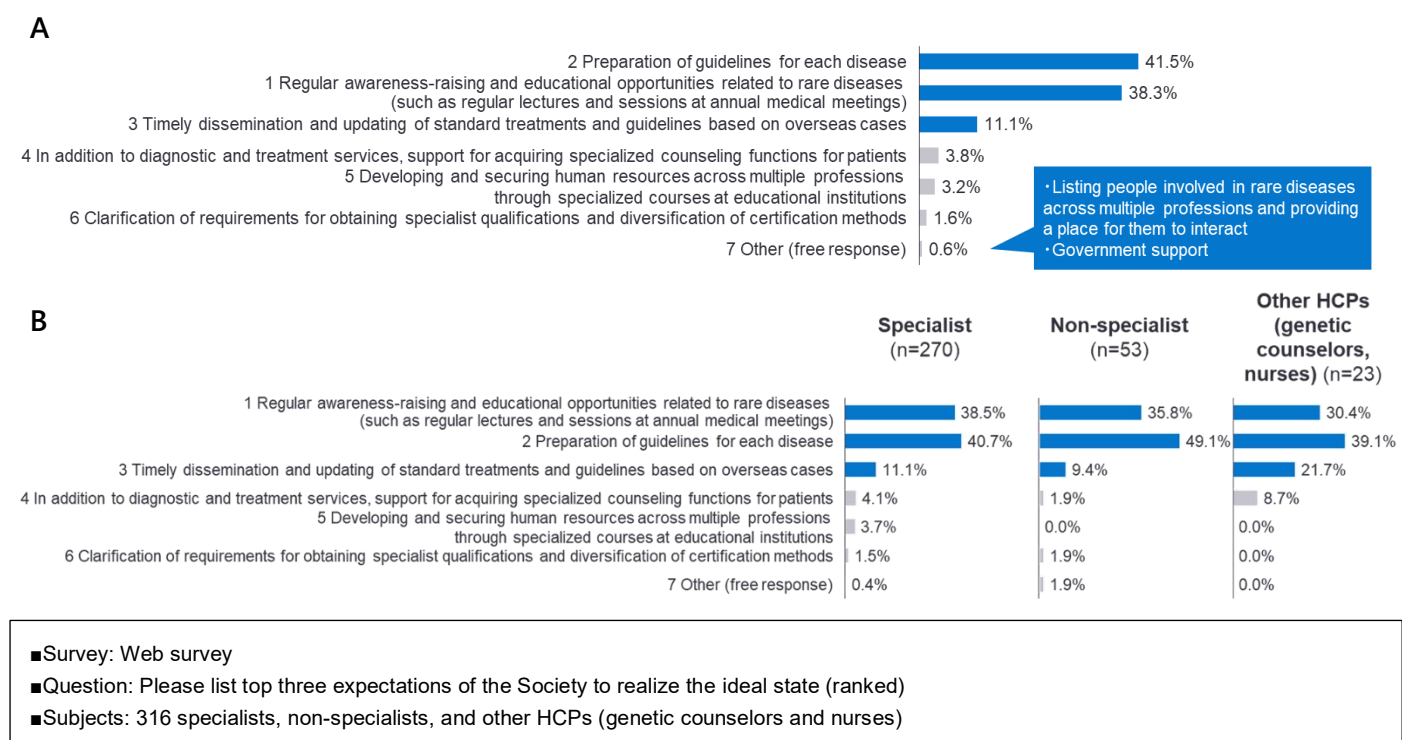 A
2 Preparation of guidelines for each disease 41.5%
1 Regular awareness-raising and educational opportunities related to rare diseases
(such as regular lectures and sessions at annual medical meetings) 38.3%
3 Timely dissemination and updating of standard treatments and guidelines based on overseas cases 11.1%
4 In addition to diagnostic and treatment services, support for acquiring specialized counseling functions for patients 3.8%
5 Developing and securing human resources across multiple professions
through specialized courses at educational institutions 3.2%
6 Clarification of requirements for obtaining specialist qualifications and diversification of certification methods 1.6%
7 Other (free response) 0.6%
・Listing people involved in rare diseases
across multiple professions and providing
a place for them to interact
・Government support
B
Specialist
(n=270)
Non-specialist
(n=53)
Other HCPs
(genetic
counselors,
nurses) (n=23)
1 Regular awareness-raising and educational opportunities related to rare diseases
(such as regular lectures and sessions at annual medical meetings) 38.5% 35.8% 30.4%
2 Preparation of guidelines for each disease 40.7% 49.1% 39.1%
3 Timely dissemination and updating of standard treatments and guidelines based on overseas cases 11.1% 9.4% 21.7%
4 In addition to diagnostic and treatment services, support for acquiring specialized counseling functions for patients 4.1% 1.9% 8.7%
5 Developing and securing human resources across multiple professions
through specialized courses at educational institutions 3.7% 0.0% 0.0%
6 Clarification of requirements for obtaining specialist qualifications and diversification of certification methods 1.5% 1.9% 0.0%
7 Other (free response) 0.4% 1.9% 0.0%
■Survey: Web survey
■Question: Please list top three expectations of the Society to realize the ideal state (ranked)
■Subjects: 316 specialists, non-specialists, and other HCPs (genetic counselors and nurses)